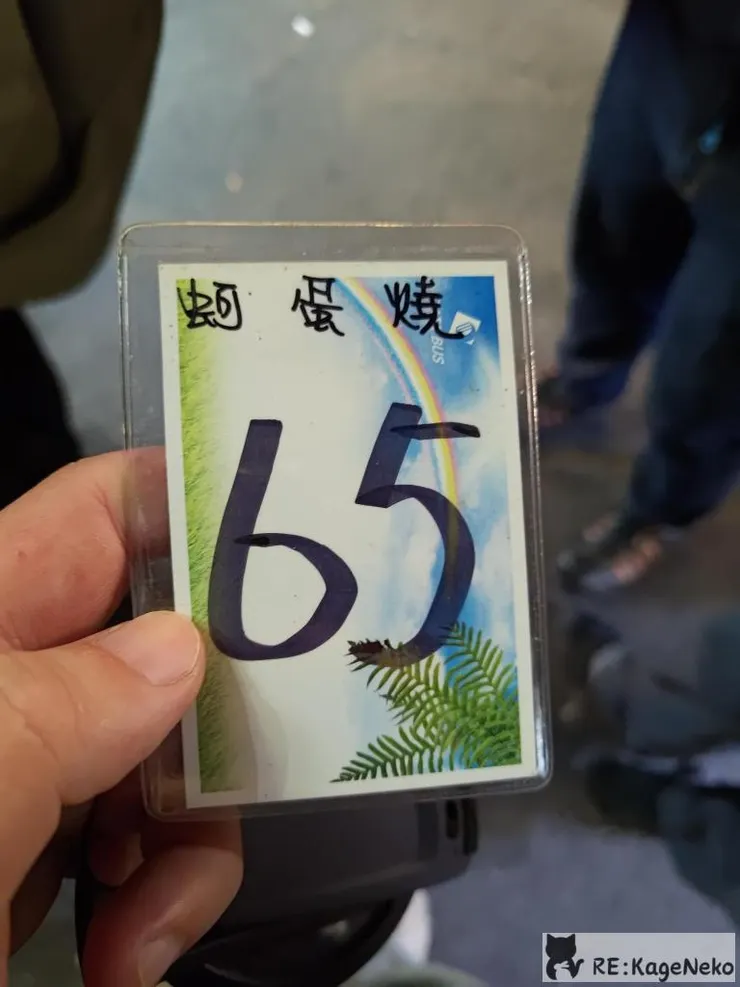 蚵蛋燒
BUS
65
RE:KageNeko